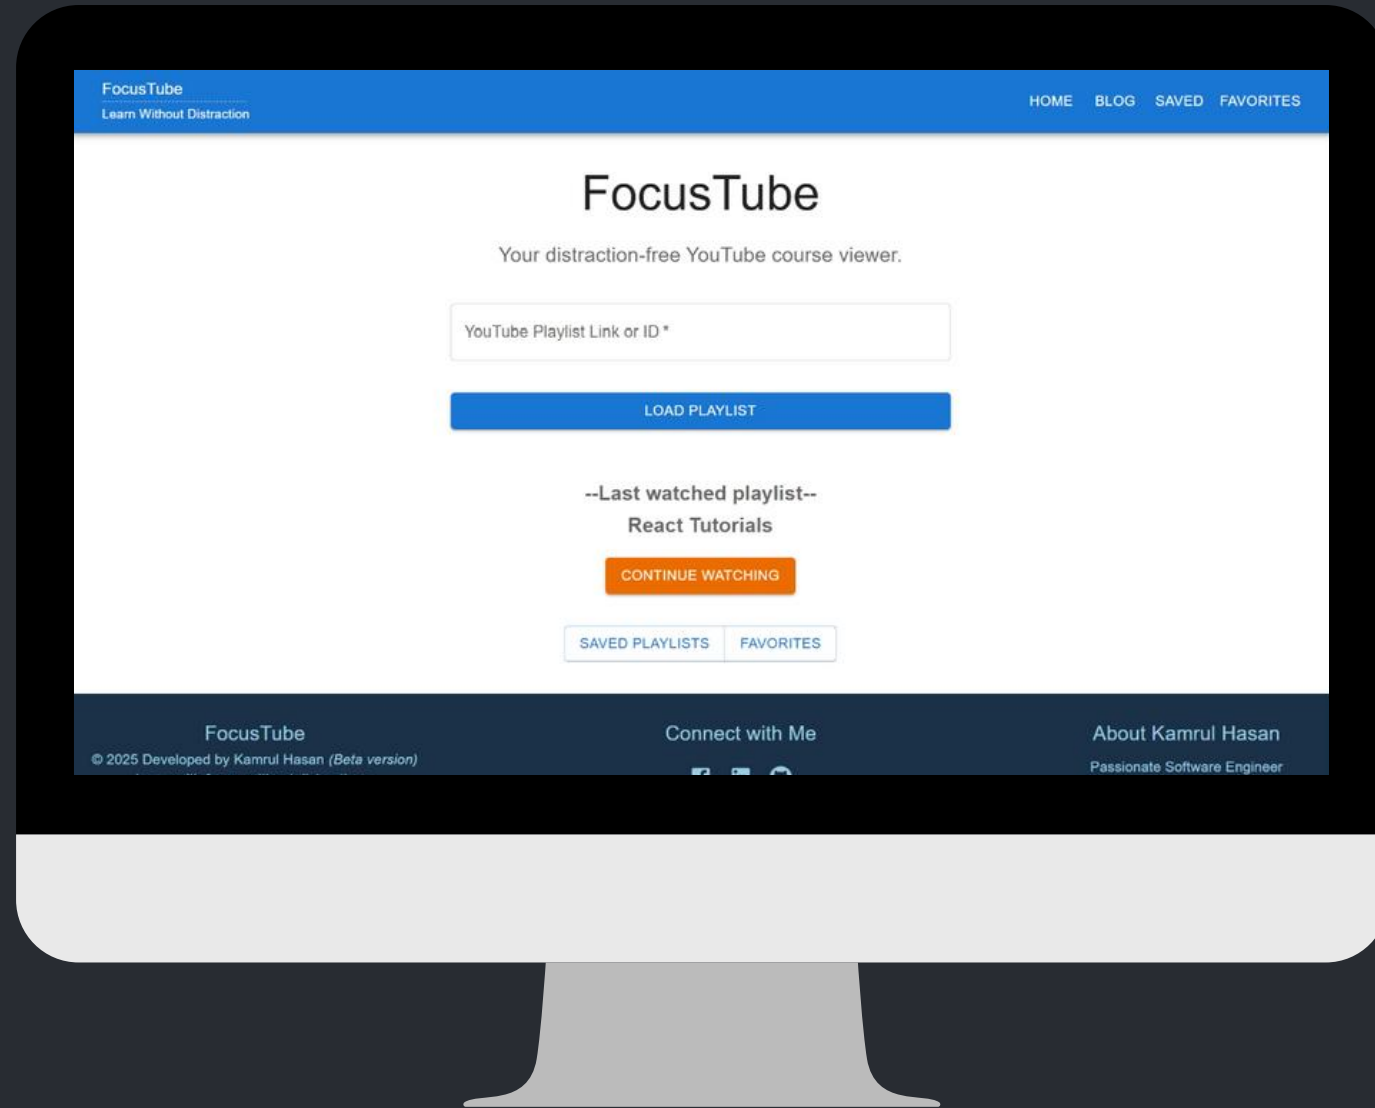 FocusTube
Learn Without Distraction
HOME BLOG SAVED FAVORITES
FocusTube
Your distraction-free YouTube course viewer.
YouTube Playlist Link or ID *
LOAD PLAYLIST
--Last watched playlist--
React Tutorials
CONTINUE WATCHING
SAVED PLAYLISTS FAVORITES
FocusTube
© 2025 Developed by Kamrul Hasan (Beta version)
Connect with Me
About Kamrul Hasan
Passionate Software Engineer